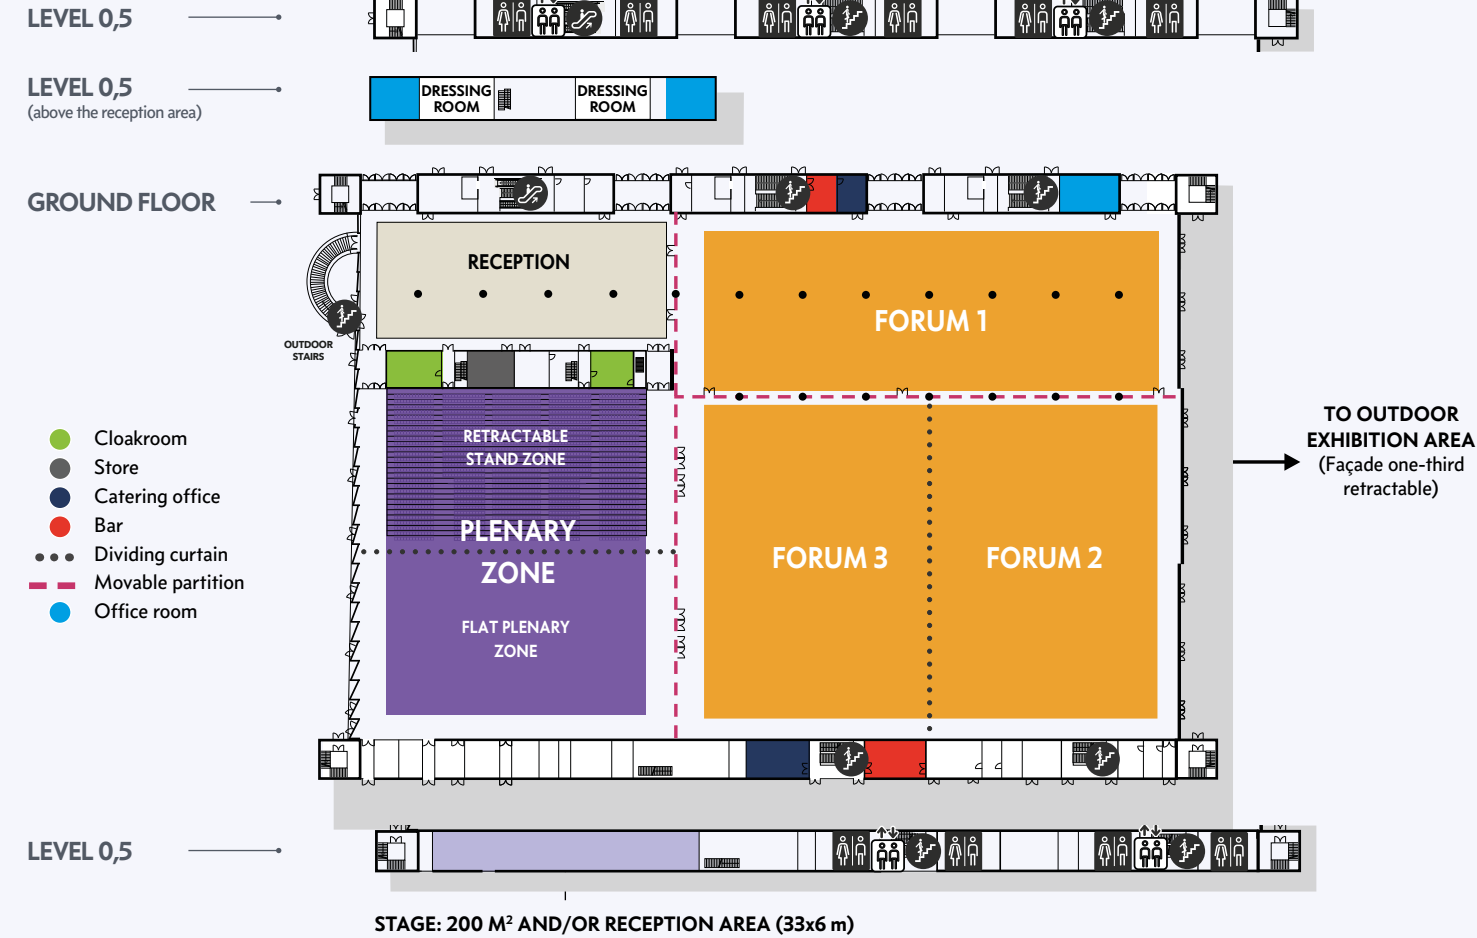 LEVEL 0,5
LEVEL 0,5
(above the reception area)
DRESSING
ROOM
DRESSING
ROOM
GROUND FLOOR
RECEPTION
FORUM 1
OUTDOOR
STAIRS
RETRACTABLE
STAND ZONE
PLENARY
ZONE
FLAT PLENARY
ZONE
FORUM 3
FORUM 2
TO OUTDOOR
EXHIBITION AREA
(Façade one-third
retractable)
Cloakroom
Store
Catering office
Bar
Dividing curtain
Movable partition
Office room
LEVEL 0,5
STAGE: 200 M² AND/OR RECEPTION AREA (33x6 m)